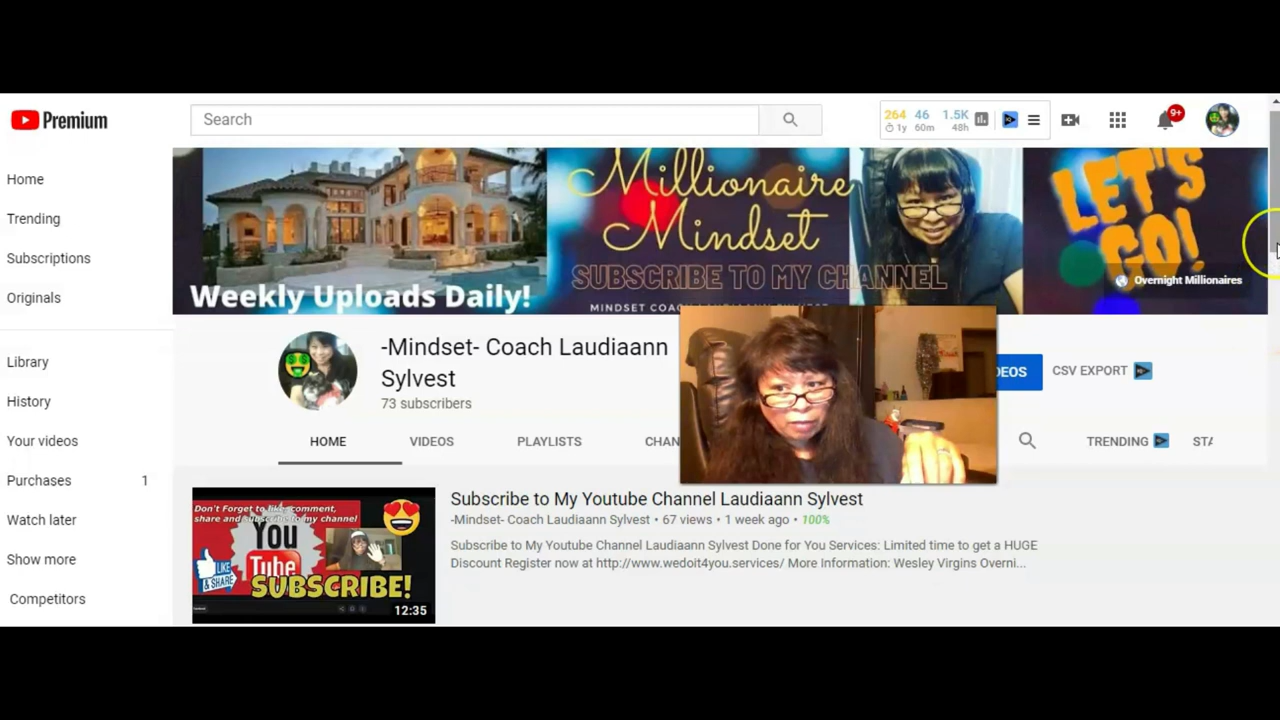 Premium
Search
264 46 1.5K
1y 60m 48h
9+
Home
Trending
Subscriptions
Originals
Library
History
Your videos
Purchases 1
Watch later
Show more
Competitors
Millionaire
Mindset
SUBSCRIBE TO MY CHANNEL
Weekly Uploads Daily!
LET'S
GO!
Overnight Millionaires
-Mindset- Coach Laudiaann
Sylvest
73 subscribers
CSV EXPORT
HOME VIDEOS PLAYLISTS CHAN
TRENDING
Don't Forget to like, comment,
share and subscribe to my channel
You
Tube
LIKE
& SHARE
SUBSCRIBE!
12:35
Subscribe to My Youtube Channel Laudiaann Sylvest
-Mindset- Coach Laudiaann Sylvest • 67 views • 1 week ago • 100%
Subscribe to My Youtube Channel Laudiaann Sylvest Done for You Services: Limited time to get a HUGE
Discount Register now at http://www.wedoit4you.services/ More Information: Wesley Virgins Overni...